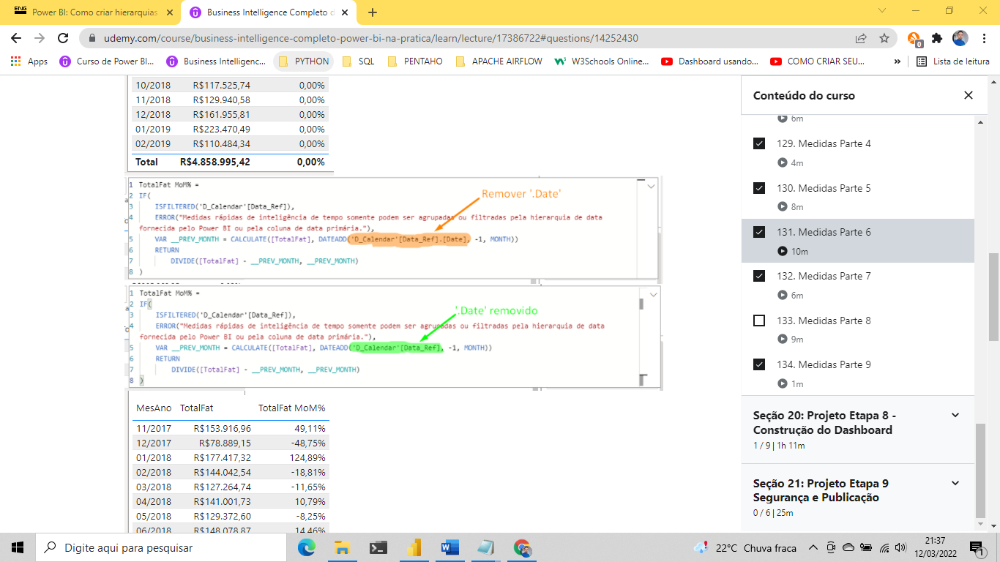 Power BI: Como criar hierarquias
Business Intelligence Completo d
udemy.com/course/business-intelligence-completo-power-bi-na-pratica/learn/lecture/17386722#questions/14252430
0
Apps
Curso de Power BI...
Business Intelligenc...
PYTHON
SQL
PENTAHO
APACHE AIRFLOW
W3Schools Online...
Dashboard usando...
COMO CRIAR SEU...
»
Lista de leitura
10/2018 R$117.525,74 0,00%
11/2018 R$129.940,58 0,00%
12/2018 R$161.955,81 0,00%
01/2019 R$223.470,49 0,00%
02/2019 R$110.484,34 0,00%
Total R$4.858.995,42 0,00%
1 TotalFat MoM% =
2 IF(
3 ISFILTERED('D_Calendar'[Data_Ref]),
4 ERROR("Medidas rápidas de inteligência de tempo somente podem ser agrupadas ou filtradas pela hierarquia de data
fornecida pelo Power BI ou pela coluna de data primária."),
5 VAR __PREV_MONTH = CALCULATE([TotalFat], DATEADD('D_Calendar'[Data_Ref].[Date], -1, MONTH))
6 RETURN
7 DIVIDE([TotalFat] - __PREV_MONTH, __PREV_MONTH)
8 )
Remover '.Date'
1 TotalFat MoM% =
2 IF(
3 ISFILTERED('D_Calendar'[Data_Ref]),
4 ERROR("Medidas rápidas de inteligência de tempo somente podem ser agrupadas ou filtradas pela hierarquia de data
fornecida pelo Power BI ou pela coluna de data primária."),
5 VAR __PREV_MONTH = CALCULATE([TotalFat], DATEADD('D_Calendar'[Data_Ref], -1, MONTH))
6 RETURN
7 DIVIDE([TotalFat] - __PREV_MONTH, __PREV_MONTH)
8 )
'.Date' removido
MesAno TotalFat TotalFat MoM%
11/2017 R$153.916,96 49,11%
12/2017 R$78.889,15 -48,75%
01/2018 R$177.417,32 124,89%
02/2018 R$144.042,54 -18,81%
03/2018 R$127.264,74 -11,65%
04/2018 R$141.001,73 10,79%
05/2018 R$129.372,60 -8,25%
06/2018 R$148.078,87 14,46%
Conteúdo do curso
6m
129. Medidas Parte 4
4m
130. Medidas Parte 5
8m
131. Medidas Parte 6
10m
132. Medidas Parte 7
6m
133. Medidas Parte 8
9m
134. Medidas Parte 9
1m
Seção 20: Projeto Etapa 8 -
Construção do Dashboard
1 / 9 | 1h 11m
Seção 21: Projeto Etapa 9
Segurança e Publicação
0 / 6 | 25m
Digite aqui para pesquisar
22°C Chuva fraca
21:37
12/03/2022
1